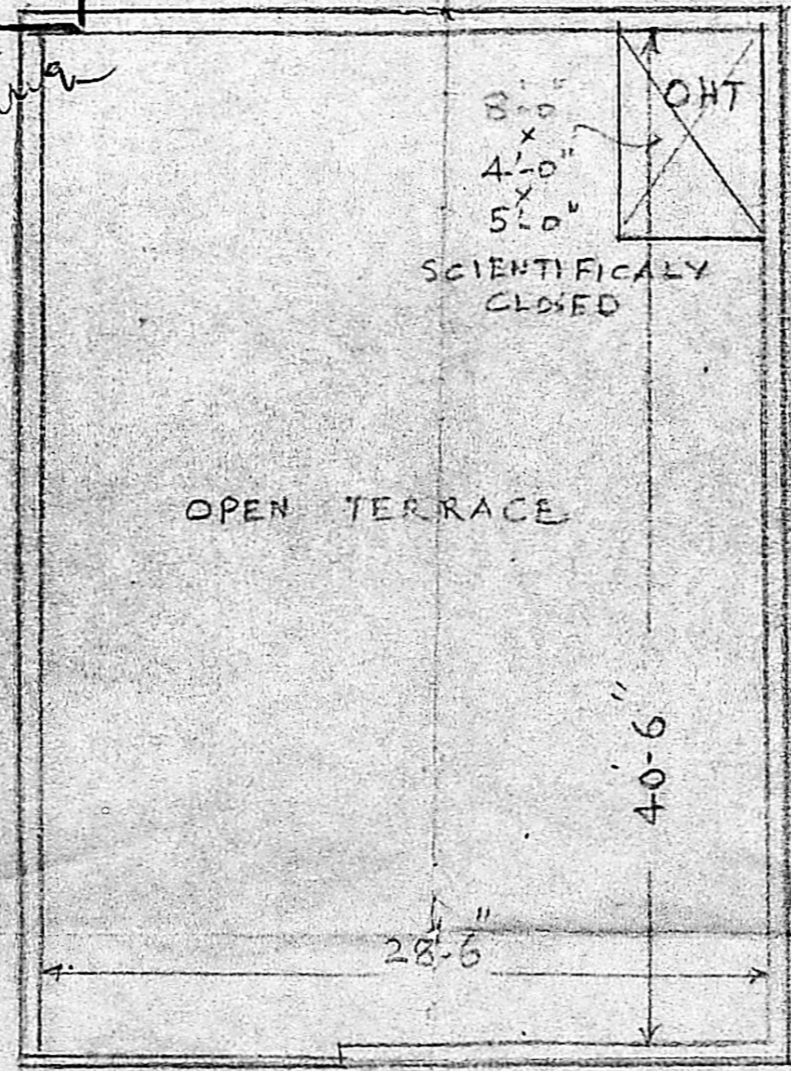 OHT
8'-0"
x
4'-0"
x
5'-0"
SCIENTIFICALY
CLOSED
OPEN TERRACE
40'-6"
28'-6"